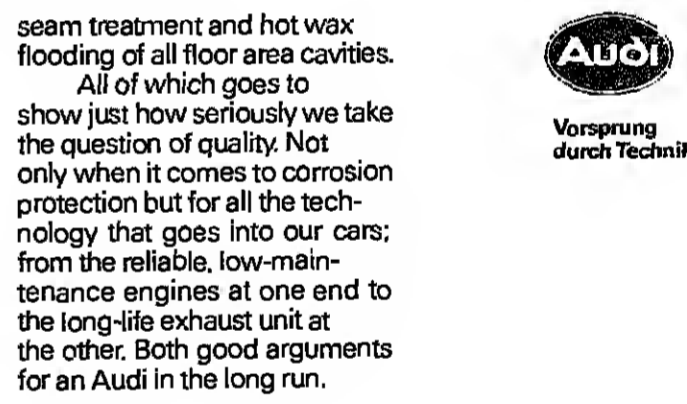 seam treatment and hot wax
flooding of all floor area cavities.
All of which goes to
show just how seriously we take
the question of quality. Not
only when it comes to corrosion
protection but for all the tech-
nology that goes into our cars;
from the reliable, low-main-
tenance engines at one end to
the long-life exhaust unit at
the other. Both good arguments
for an Audi in the long run.
Audi
Vorsprung
durch Technik